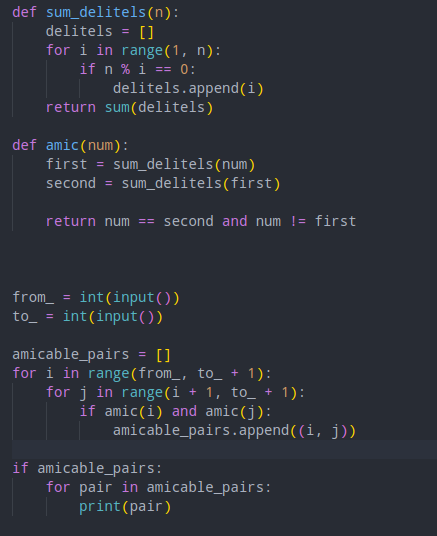 def sum_delitels(n):
    delitels = []
    for i in range(1, n):
        if n % i == 0:
            delitels.append(i)
    return sum(delitels)

def amic(num):
    first = sum_delitels(num)
    second = sum_delitels(first)

    return num == second and num != first



from_ = int(input())
to_ = int(input())

amicable_pairs = []
for i in range(from_, to_ + 1):
    for j in range(i + 1, to_ + 1):
        if amic(i) and amic(j):
            amicable_pairs.append((i, j))

if amicable_pairs:
    for pair in amicable_pairs:
        print(pair)